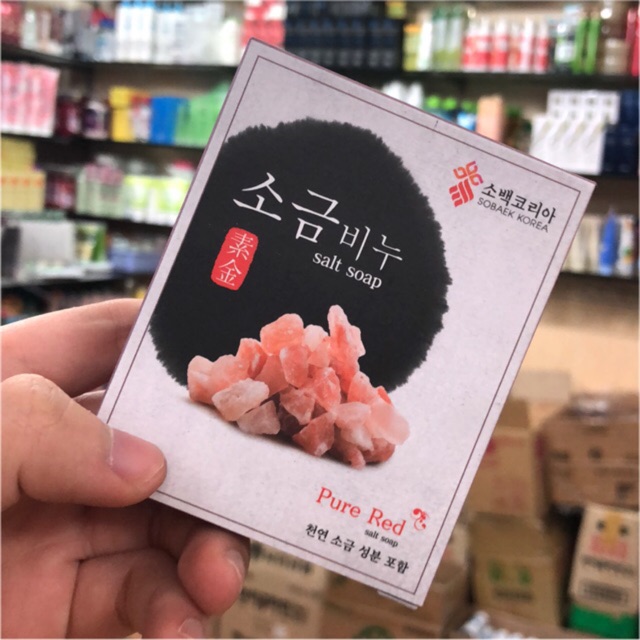 소백코리아
SOBAEK KOREA
소금비누
salt soap
素金
Pure Red
salt soap
천연 소금 성분 포함